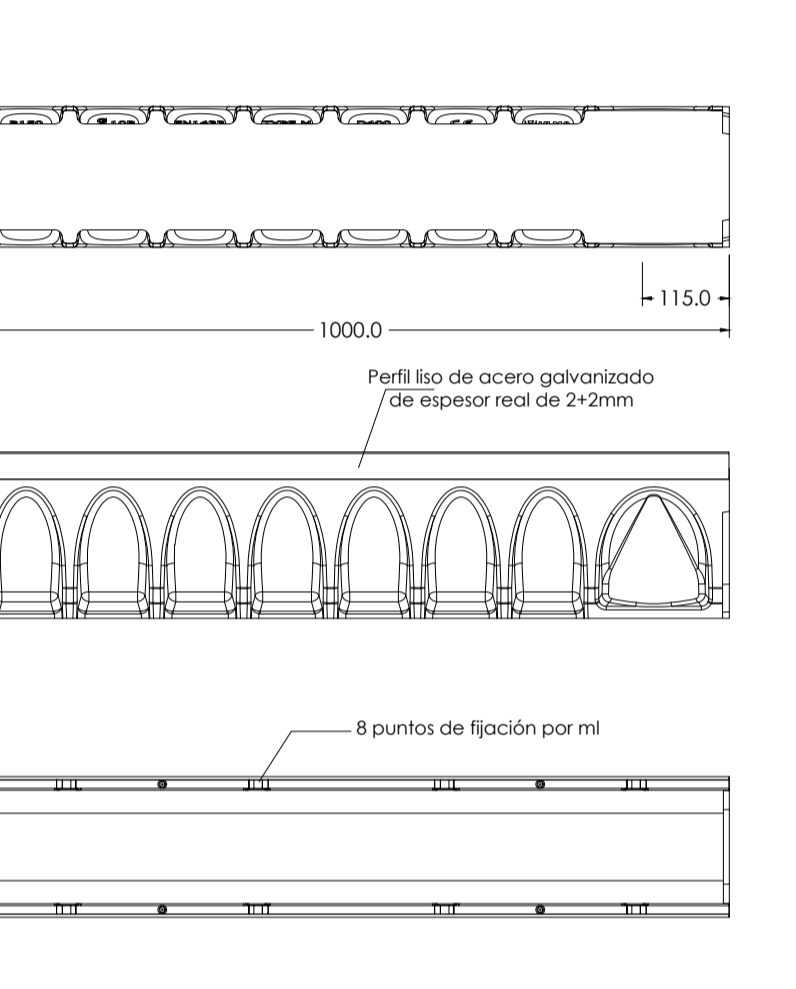 115.0
1000.0
Perfil liso de acero galvanizado
de espesor real de 2+2mm
8 puntos de fijación por ml